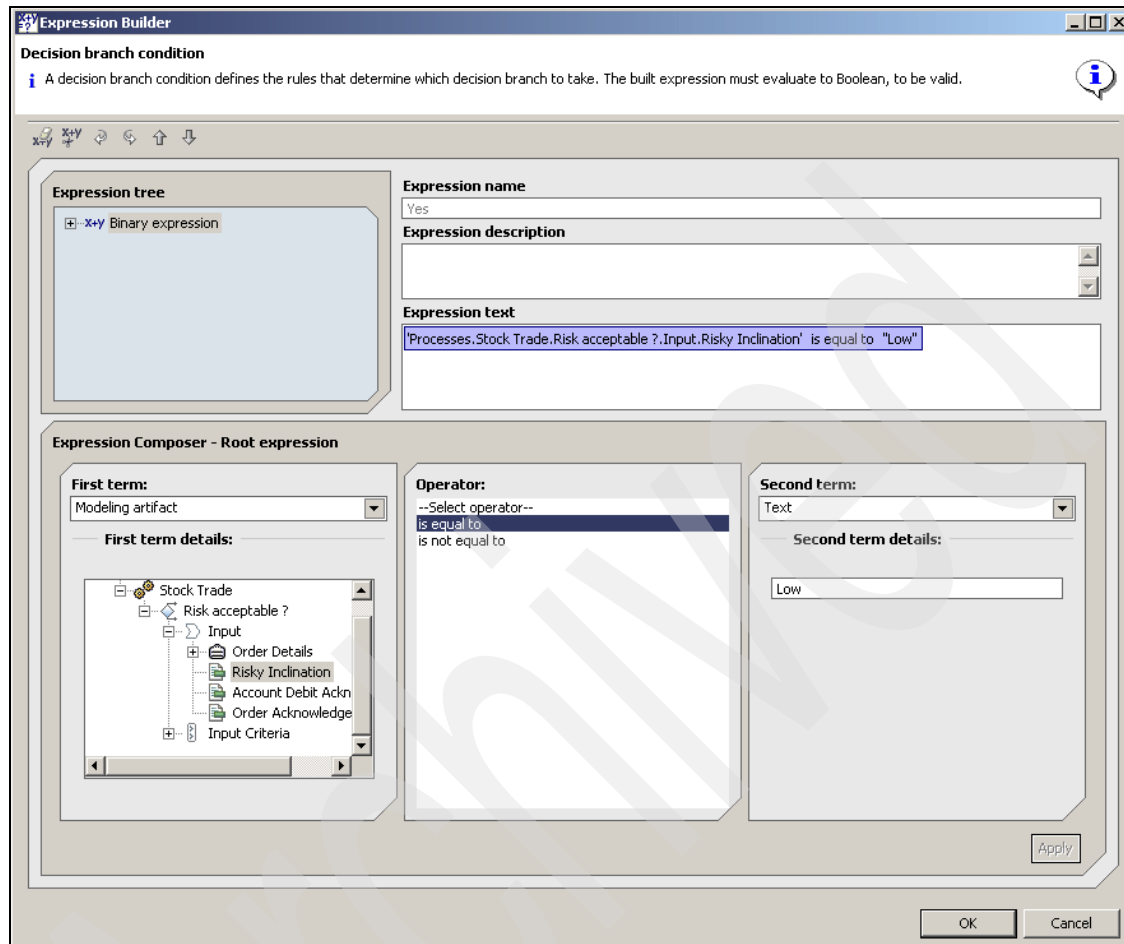 Expression Builder
Decision branch condition
A decision branch condition defines the rules that determine which decision branch to take. The built expression must evaluate to Boolean, to be valid.
Expression tree
Binary expression
Expression name
Yes
Expression description
Expression text
'Processes.Stock Trade.Risk acceptable ?.Input.Risky Inclination' is equal to "Low"
Expression Composer - Root expression
First term:
Modeling artifact
First term details:
Stock Trade
Risk acceptable ?
Input
Order Details
Risky Inclination
Account Debit Ackn
Order Acknowledge
Input Criteria
Operator:
--Select operator--
is equal to
is not equal to
Second term:
Text
Second term details:
Low
Apply
OK
Cancel